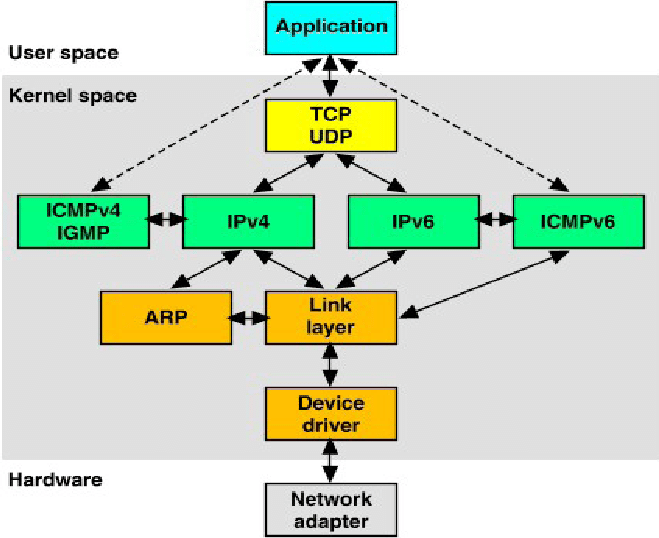 Application
User space
Kernel space
TCP
UDP
ICMPv4
IGMP
IPv4
IPv6
ICMPv6
ARP
Link
layer
Device
driver
Hardware
Network
adapter